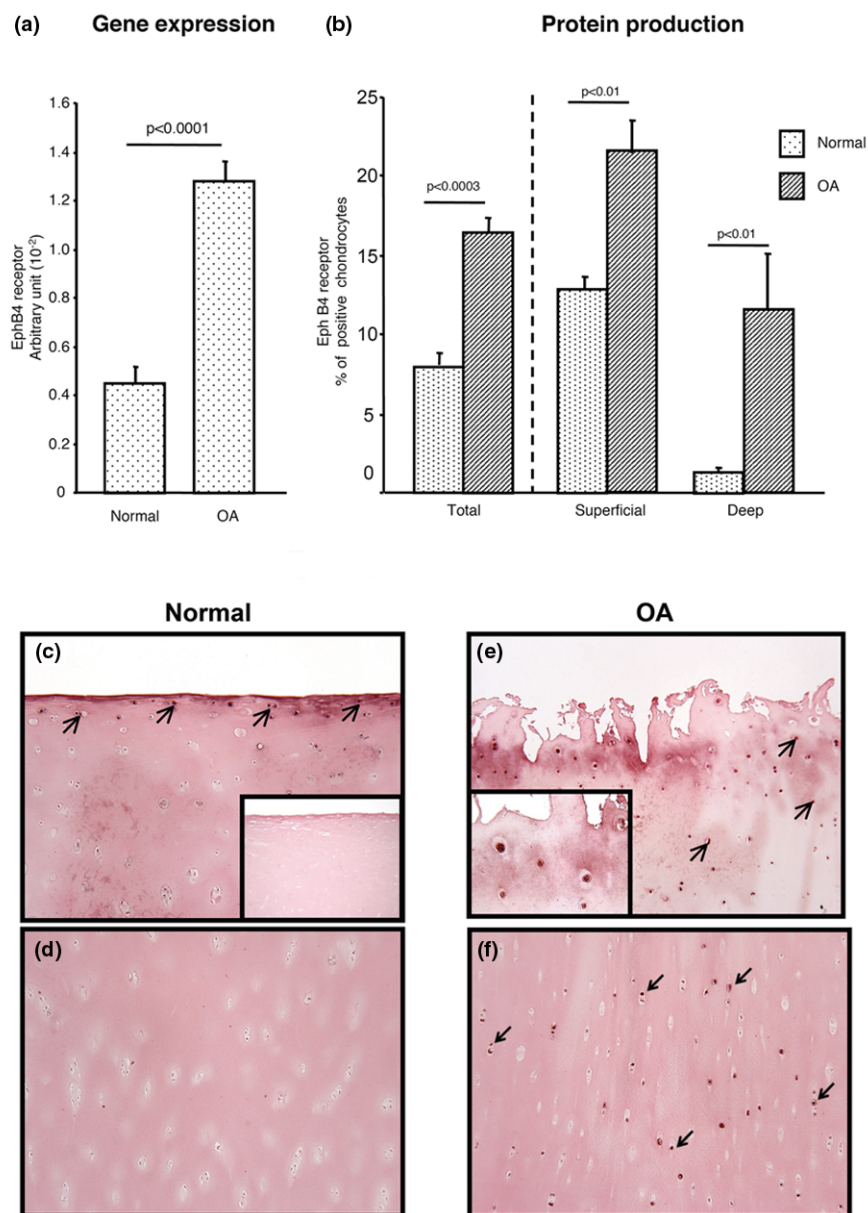 (a) Gene expression
EphB4 receptor
Arbitrary unit (10⁻²)
1.6
1.4
1.2
1.0
0.8
0.6
0.4
0.2
0
p<0.0001
Normal OA
(b) Protein production
Eph B4 receptor
% of positive chondrocytes
25
20
15
10
5
0
p<0.0003
p<0.01
p<0.01
Normal
OA
Total Superficial Deep
Normal
(c)
(d)
OA
(e)
(f)